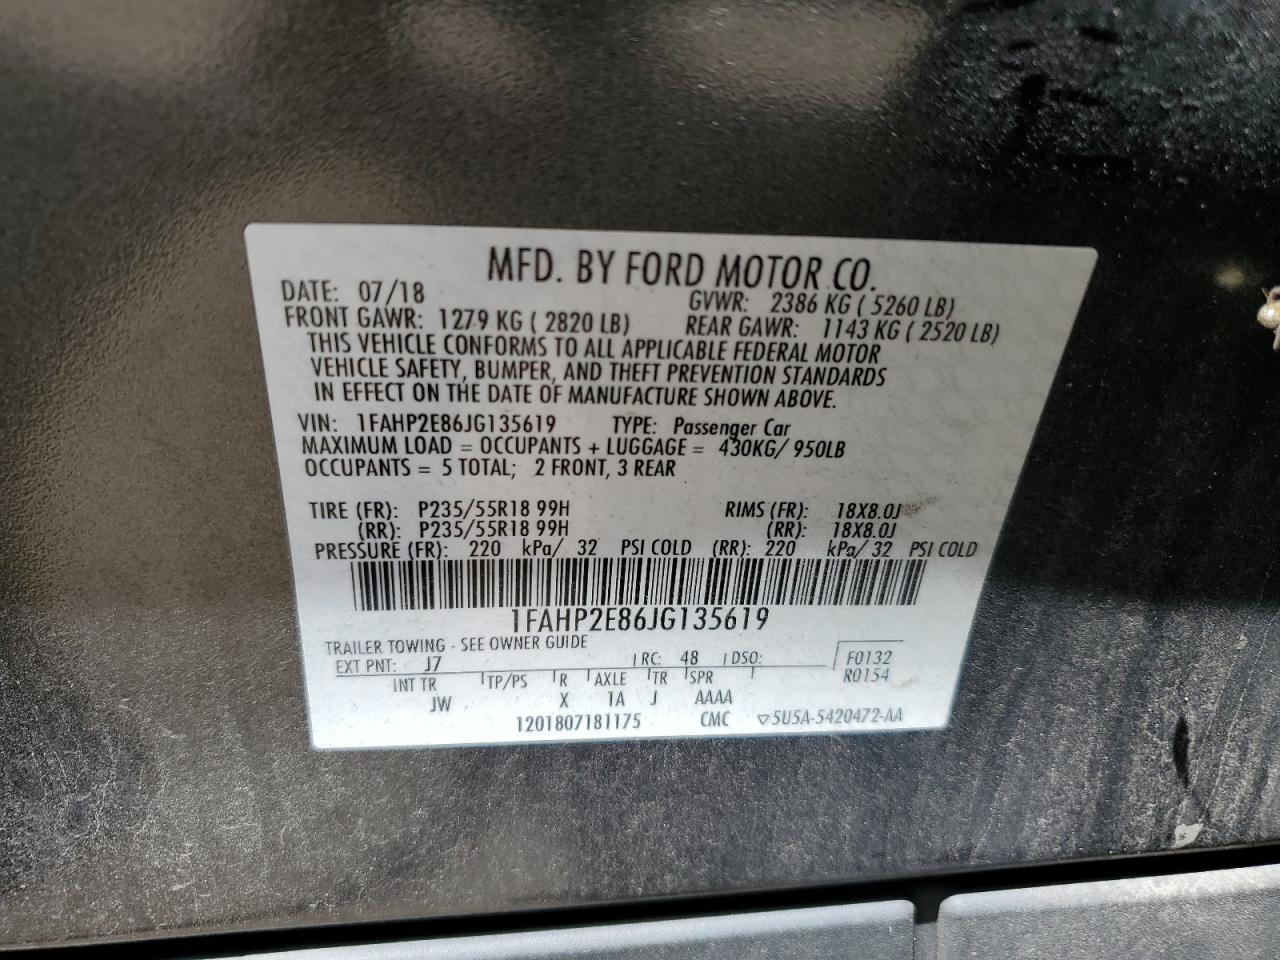 MFD. BY FORD MOTOR CO.
DATE: 07/18 GVWR: 2386 KG ( 5260 LB)
FRONT GAWR: 1279 KG ( 2820 LB) REAR GAWR: 1143 KG ( 2520 LB)
THIS VEHICLE CONFORMS TO ALL APPLICABLE FEDERAL MOTOR
VEHICLE SAFETY, BUMPER, AND THEFT PREVENTION STANDARDS
IN EFFECT ON THE DATE OF MANUFACTURE SHOWN ABOVE.
VIN: 1FAHP2E86JG135619 TYPE: Passenger Car
MAXIMUM LOAD = OCCUPANTS + LUGGAGE = 430KG/ 950LB
OCCUPANTS = 5 TOTAL; 2 FRONT, 3 REAR
TIRE (FR): P235/55R18 99H RIMS (FR): 18X8.0J
(RR): P235/55R18 99H (RR): 18X8.0J
PRESSURE (FR): 220 kPa/ 32 PSI COLD (RR): 220 kPa/ 32 PSI COLD
1FAHP2E86JG135619
TRAILER TOWING - SEE OWNER GUIDE
EXT PNT: J7 RC: 48 DSO: F0132
R0154
INT TR TP/PS R AXLE TR SPR
JW X 1A J AAAA
1201807181175 CMC ▽5U5A-5420472-AA